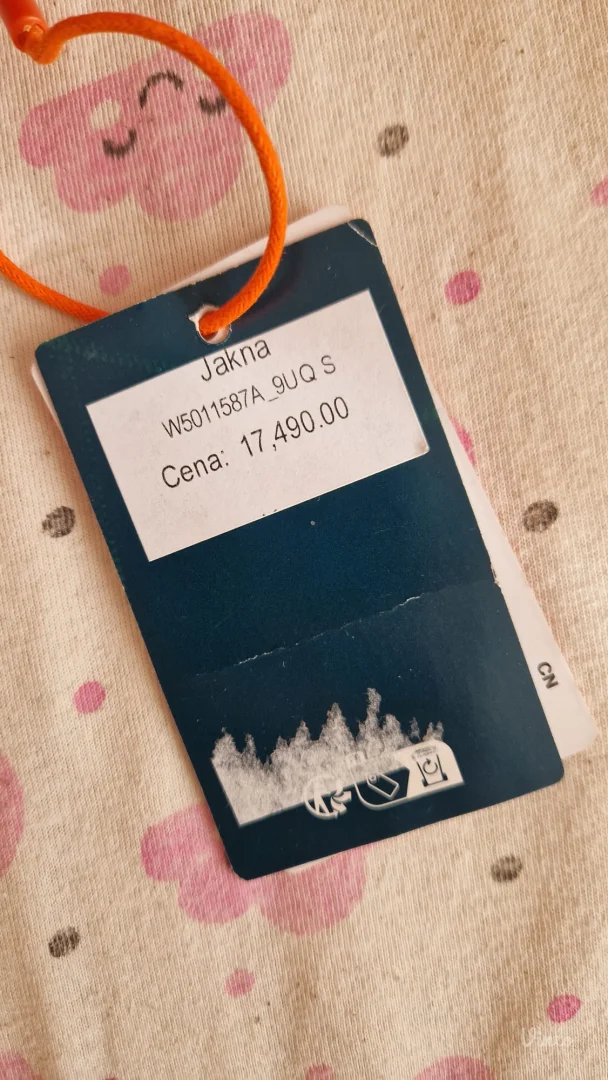 Jakna
W5011587A_9UQ S
Cena: 17,490.00
CN